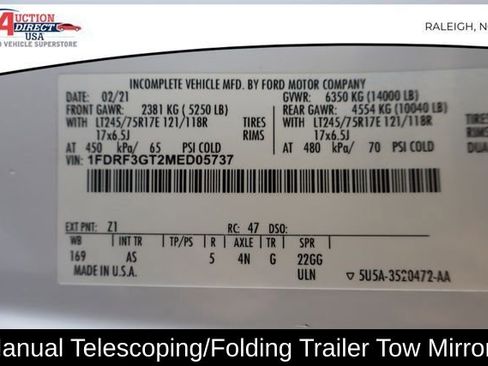 AUCTION
DIRECT
USA
VEHICLE SUPERSTORE
RALEIGH, N
INCOMPLETE VEHICLE MFD. BY FORD MOTOR COMPANY
DATE: 02/21 GVWR: 6350 KG (14000 LB)
FRONT GAWR: 2381 KG (5250 LB) REAR GAWR: 4554 KG (10040 LB)
WITH LT245/75R17E 121/118R TIRES WITH LT245/75R17E 121/118R TIRES
17x6.5J RIMS 17x6.5J RIMS
AT 450 kPa/ 65 PSI AT 480 kPa/ 70 PSI
VIN: 1FDRF3GT2MED05737 DUA
EXT PNT: Z1 RC: 47 DSO:
WB INT TR TP/PS R AXLE TR SPR
169 AS 5 4N G 22GG
MADE IN U.S.A. ULN 5U5A-3520472-AA
Manual Telescoping/Folding Trailer Tow Mirror